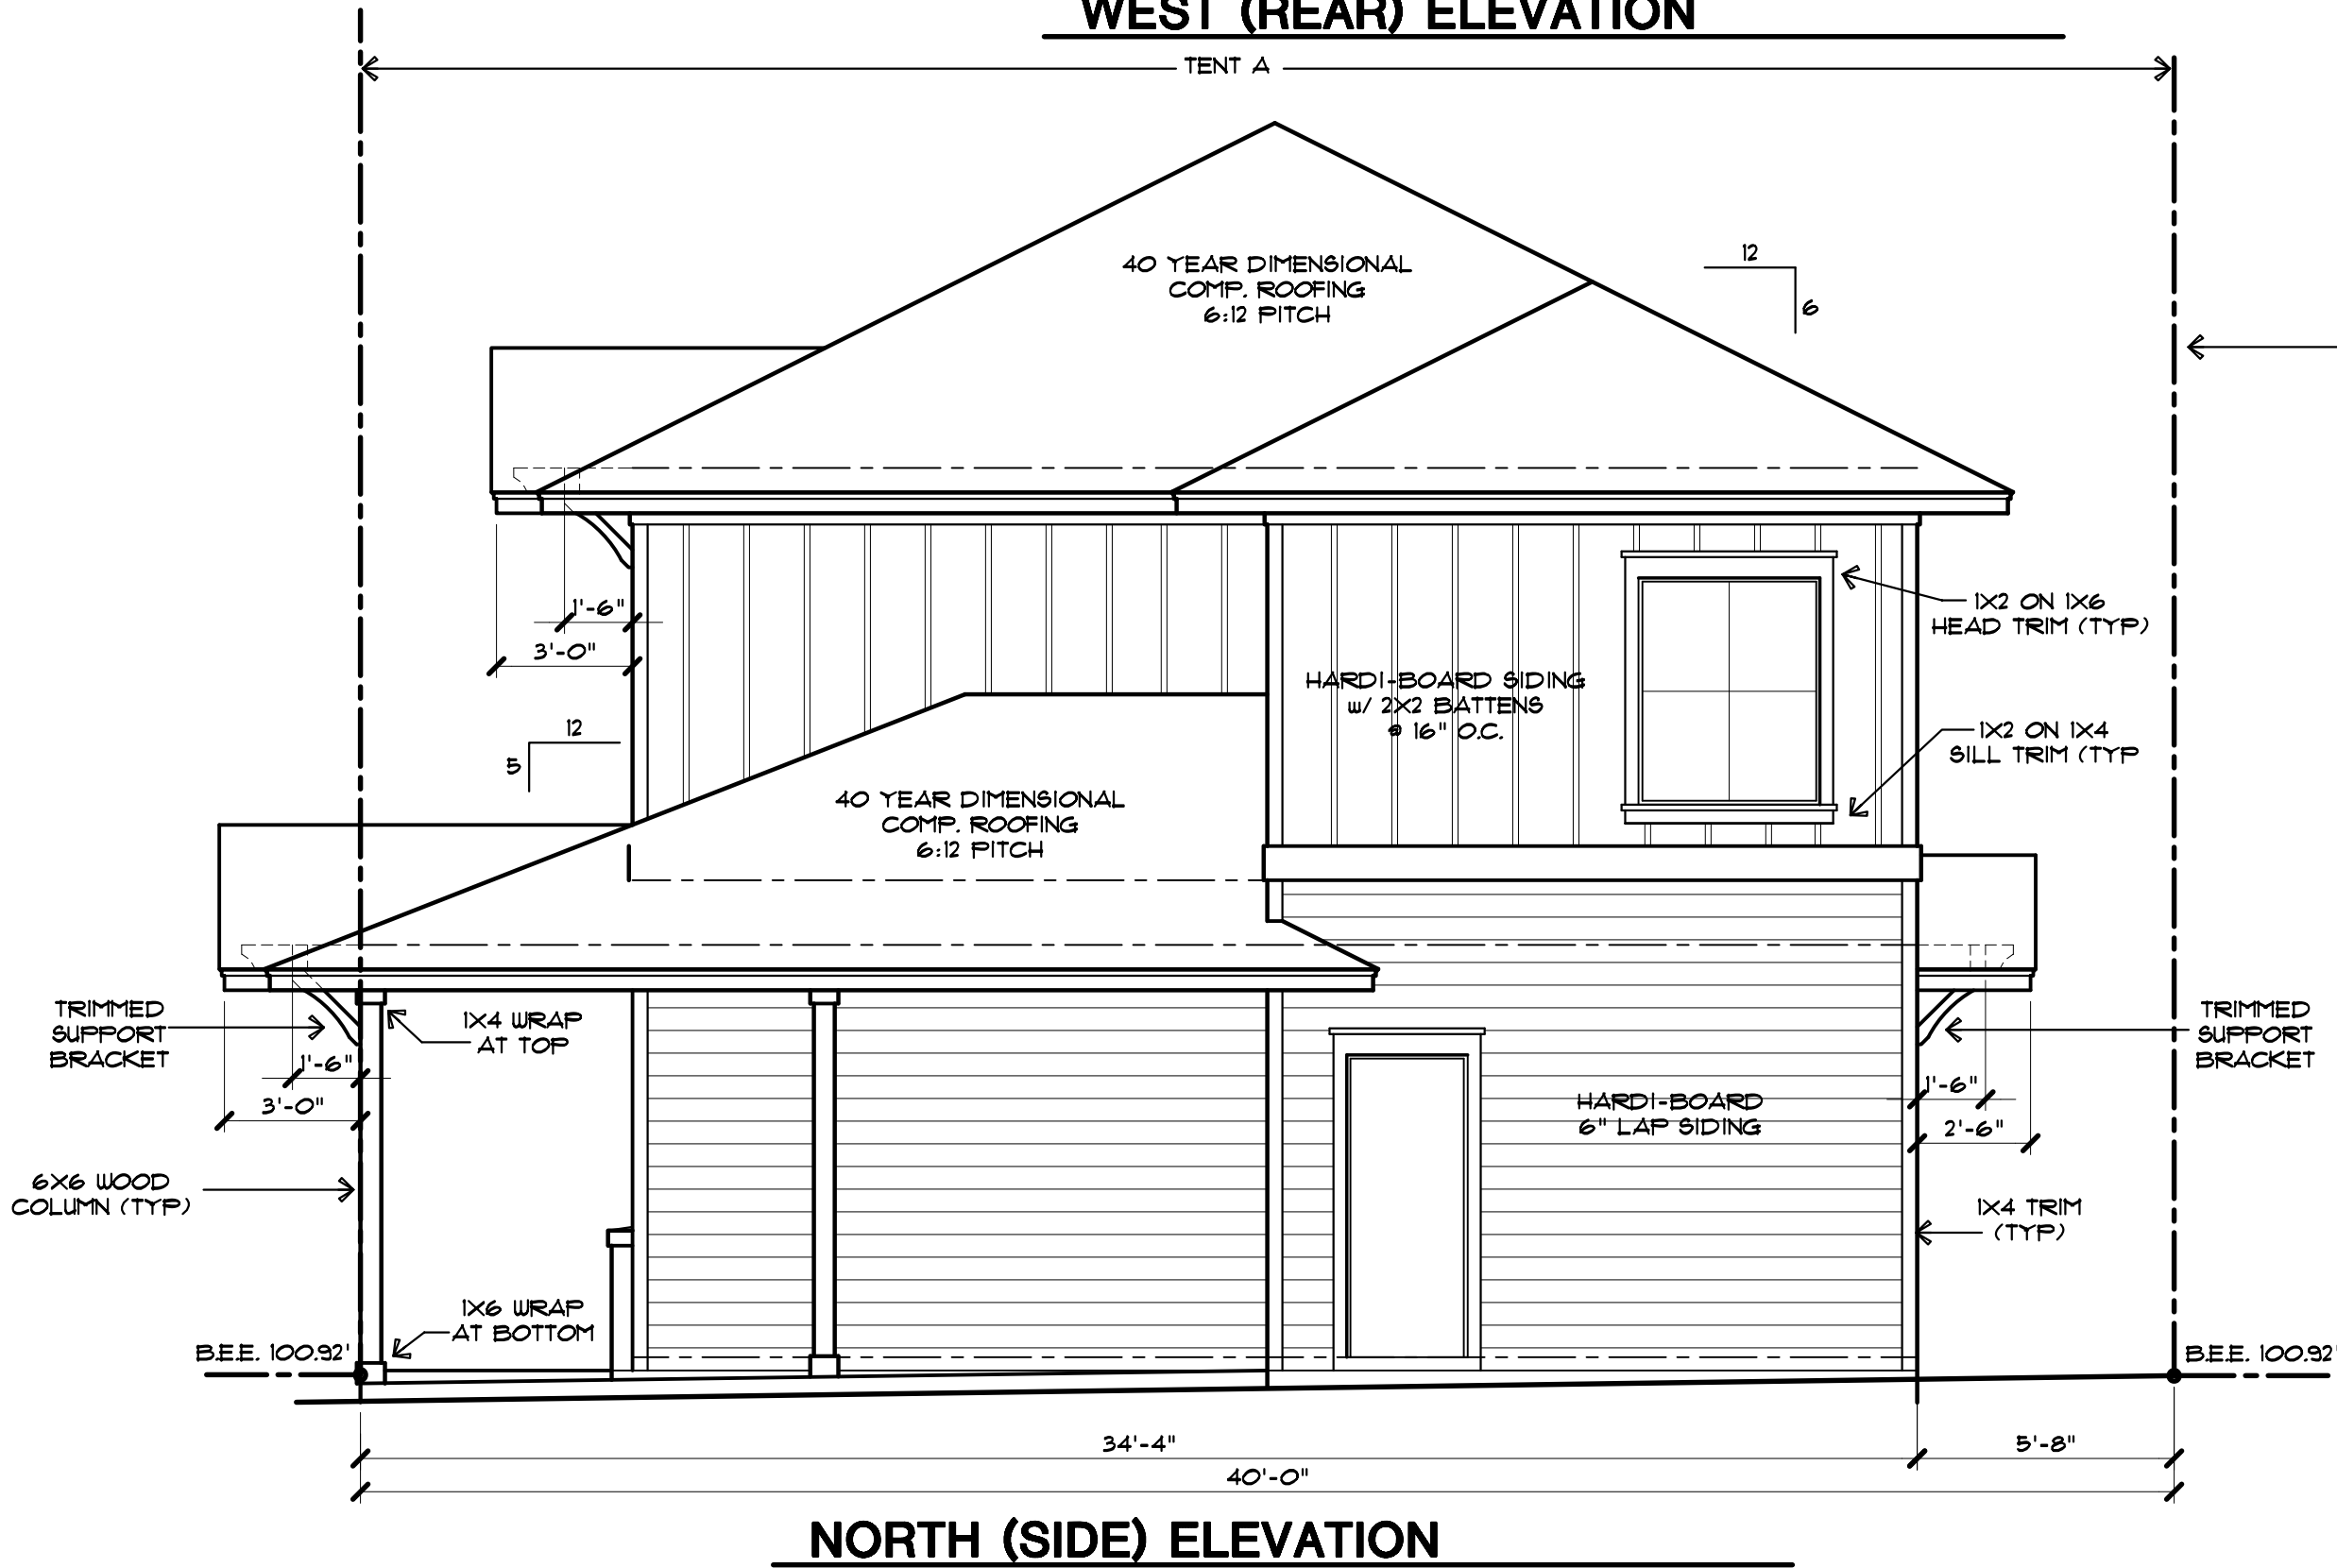 WEST (REAR) ELEVATION
TENT A
40 YEAR DIMENSIONAL
COMP. ROOFING
6:12 PITCH
12
6
1'-6"
3'-0"
1X2 ON 1X6
HEAD TRIM (TYP)
HARDI-BOARD SIDING
w/ 2X2 BATTENS
@ 16" O.C.
12
5
1X2 ON 1X4
SILL TRIM (TYP
40 YEAR DIMENSIONAL
COMP. ROOFING
6:12 PITCH
TRIMMED
SUPPORT
BRACKET
1X4 WRAP
AT TOP
TRIMMED
SUPPORT
BRACKET
1'-6"
3'-0"
HARDI-BOARD
6" LAP SIDING
1'-6"
2'-6"
6X6 WOOD
COLUMN (TYP)
1X4 TRIM
(TYP)
1X6 WRAP
AT BOTTOM
B.E.E. 100.92'
B.E.E. 100.92'
34'-4"
5'-8"
40'-0"
NORTH (SIDE) ELEVATION